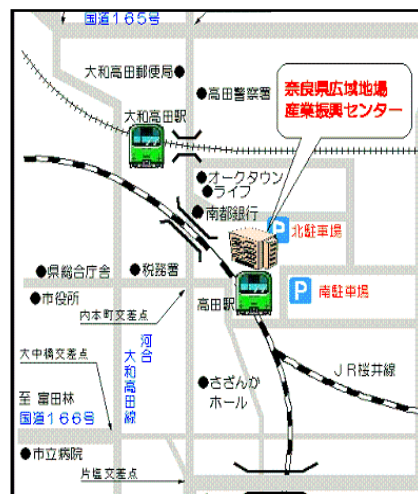 国道165号
大和高田郵便局
高田警察署
奈良県広域地場
産業振興センター
大和高田駅
オークタウン
ライフ
南都銀行
P 北駐車場
県総合庁舎
税務署
市役所
高田駅
P 南駐車場
内本町交差点
河合
大和高田線
大中橋交差点
JR桜井線
さざんか
ホール
至 富田林
国道166号
市立病院
片塩交差点